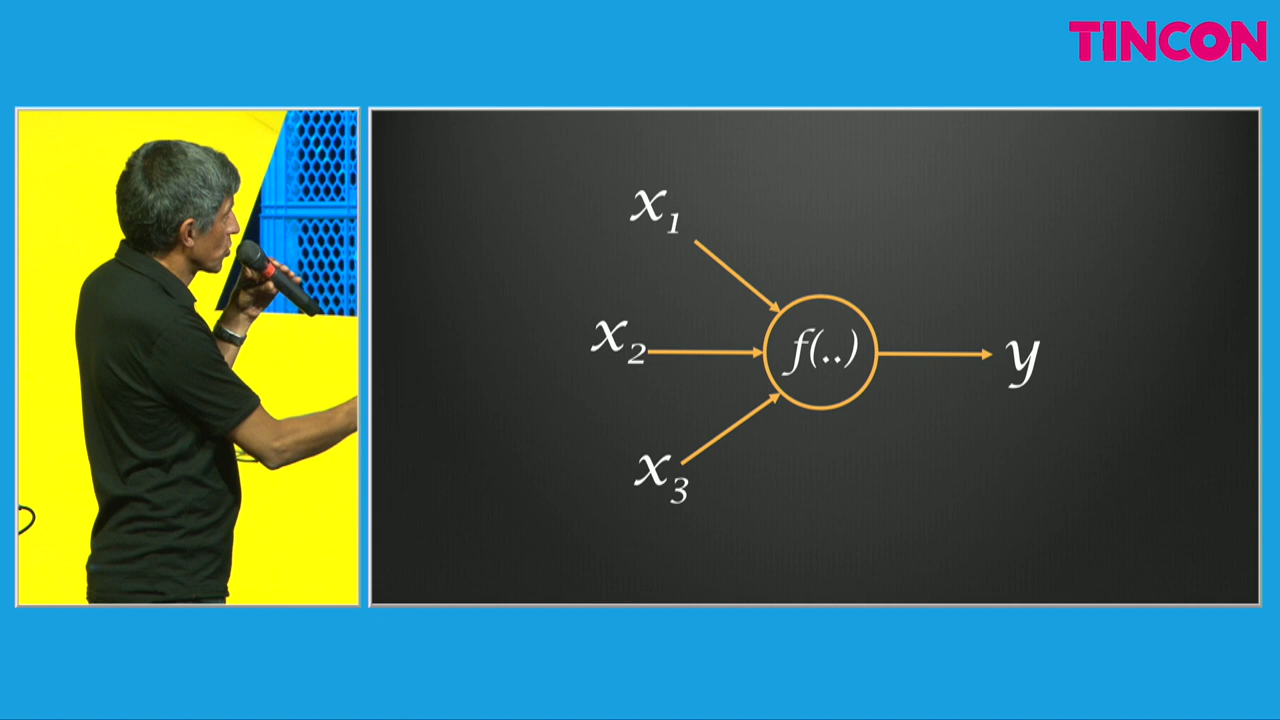 TINCON
x₁
x₂
f(..)
y
x₃